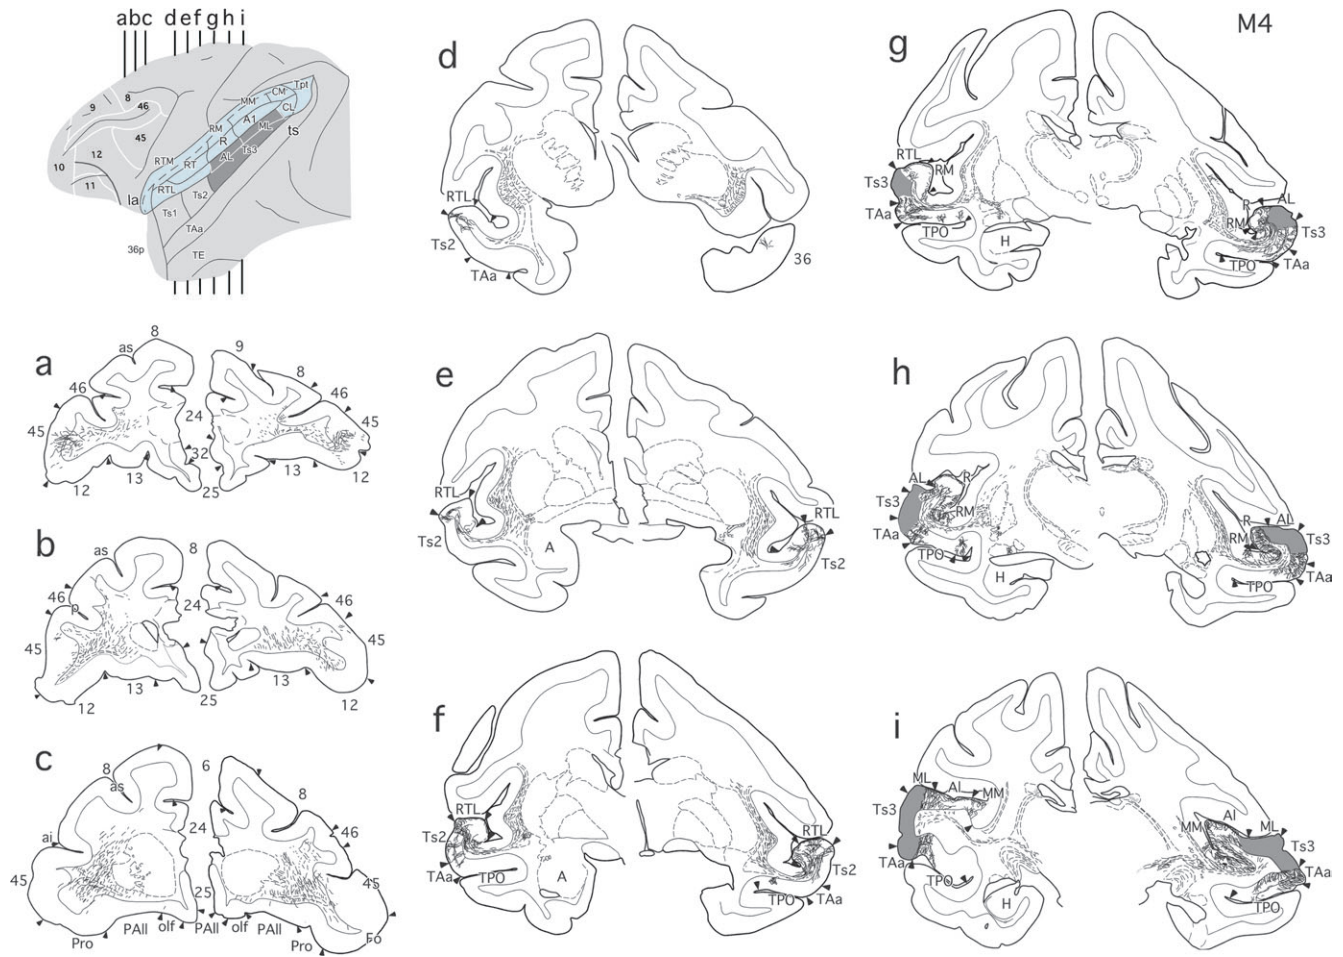 abc d e f g h i
9
8
46
45
10
12
11
MM
CM
Tpt
CL
A1
ML
ts
RM
R
AL
Ts3
RTM
RT
RTL
la
Ts1
Ts2
TAa
36p
TE
a
8
as
46
45
12
13
24
32
25
9
8
46
45
13
12
b
as
8
46
p
45
12
13
24
25
46
45
13
12
c
8
as
ai
45
Pro
PAll
olf
24
25
6
8
46
45
PAll
olf
PAll
Pro
Fo
d
RTL
Ts2
TAa
36
e
RTL
Ts2
A
RTL
Ts2
f
RTL
Ts2
TAa
TPO
A
RTL
Ts2
TPO
TAa
M4
g
RTL
RM
Ts3
TAa
TPO
H
R
AL
RM
Ts3
TPO
TAa
h
AL
R
Ts3
RM
TAa
TPO
H
R
AL
RM
Ts3
TPO
TAa
i
ML
AI
MM
Ts3
TAa
TPO
H
AI
MM
ML
Ts3
TAa
TPO